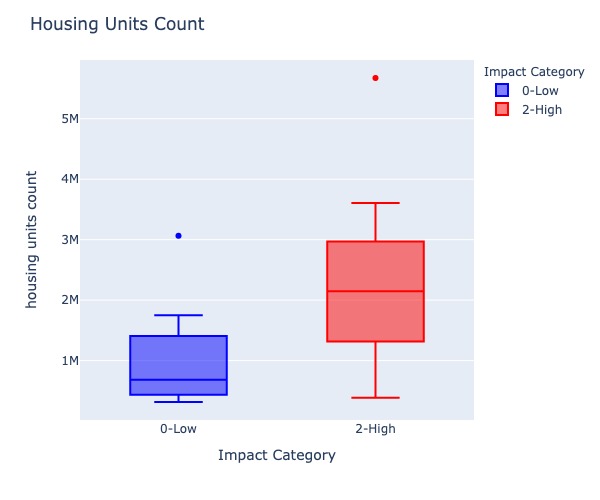 Housing Units Count
Impact Category
0-Low
2-High
housing units count
5M
4M
3M
2M
1M
0-Low
2-High
Impact Category